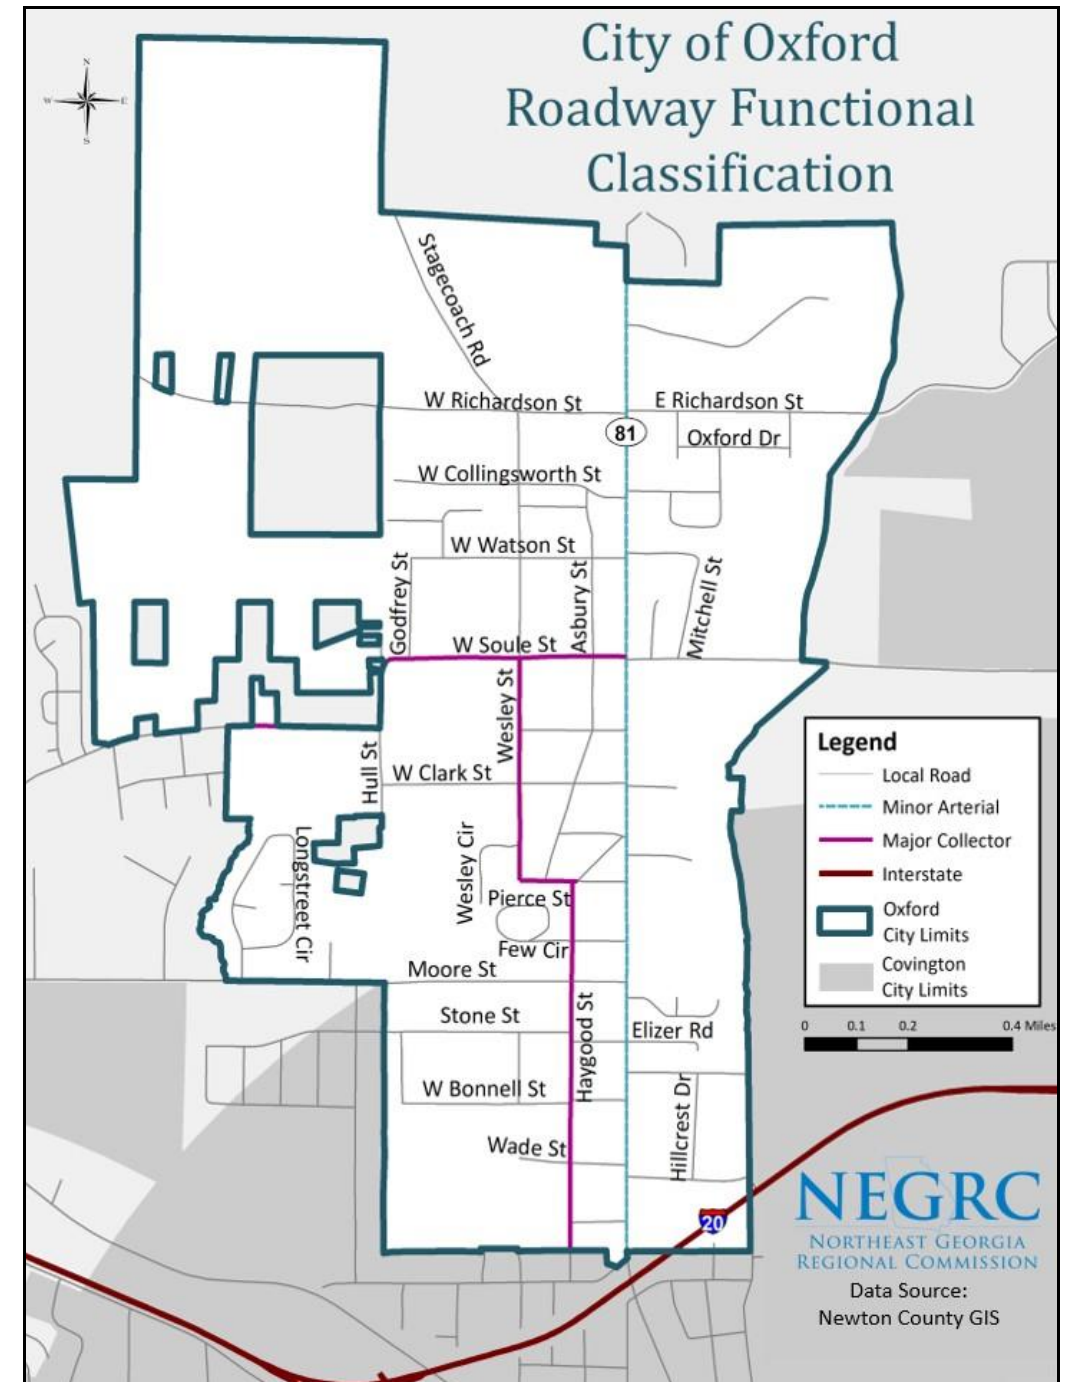 City of Oxford
Roadway Functional
Classification
N
W
E
S
Stagecoach Rd
W Richardson St
E Richardson St
81
Oxford Dr
W Collingsworth St
W Watson St
Godfrey St
Asbury St
Mitchell St
W Soule St
Wesley St
Hull St
W Clark St
Longstreet Cir
Wesley Cir
Pierce St
Few Cir
Moore St
Stone St
Haygood St
Elizer Rd
W Bonnell St
Hillcrest Dr
Wade St
20
Legend
Local Road
Minor Arterial
Major Collector
Interstate
Oxford
City Limits
Covington
City Limits
0 0.1 0.2 0.4 Miles
NEGRC
NORTHEAST GEORGIA
REGIONAL COMMISSION
Data Source:
Newton County GIS